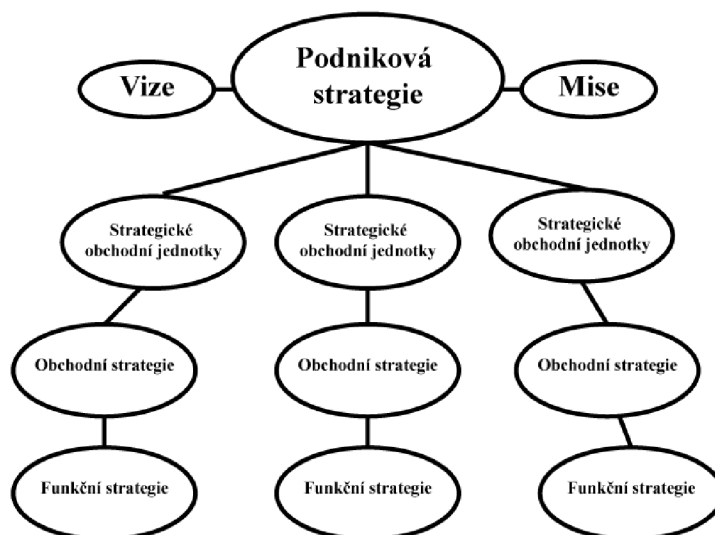 Vize
Podniková
strategie
Mise
Strategické
obchodní jednotky
Strategické
obchodní jednotky
Strategické
obchodní jednotky
Obchodní strategie
Obchodní strategie
Obchodní strategie
Funkční strategie
Funkční strategie
Funkční strategie